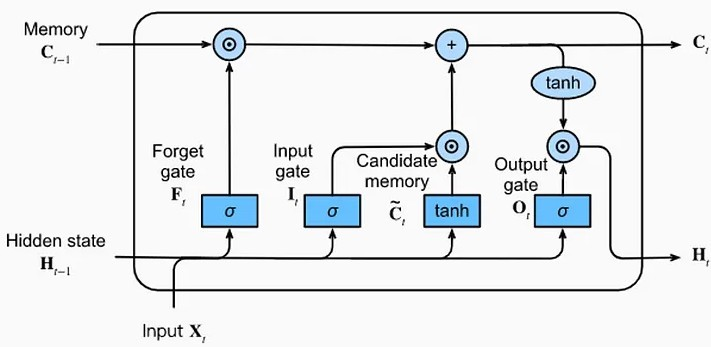 Memory
C_{t-1}
C_t
tanh
Forget
gate
F_t
Input
gate
I_t
Candidate
memory
C̃_t
Output
gate
O_t
σ
σ
tanh
σ
Hidden state
H_{t-1}
H_t
Input X_t
+